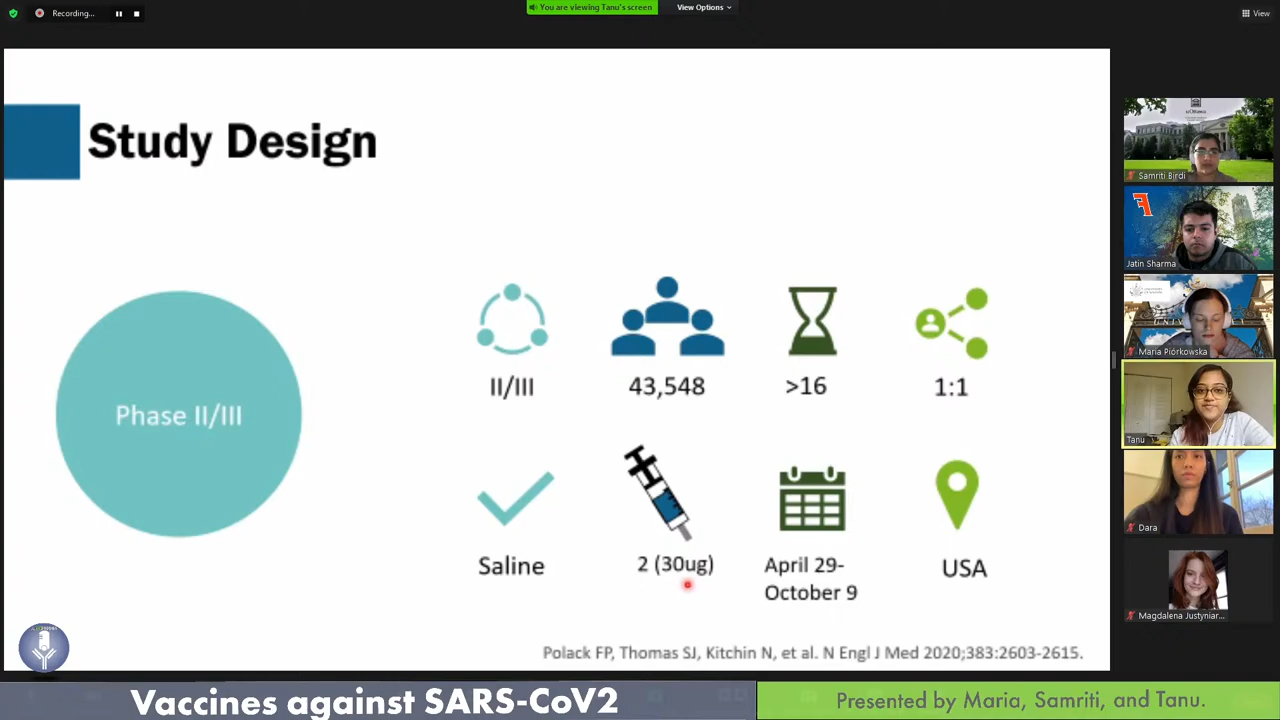 Recording...
You are viewing Tanu's screen
View Options
View
Study Design
Phase II/III
II/III
43,548
>16
1:1
Saline
2 (30ug)
April 29-
October 9
USA
Polack FP, Thomas SJ, Kitchin N, et al. N Engl J Med 2020;383:2603-2615.
uOttawa
Samriti Birdi
Jatin Sharma
Maria Piórkowska
Tanu
Dara
Magdalena Justyniar...
Vaccines against SARS-CoV2
Presented by Maria, Samriti, and Tanu.